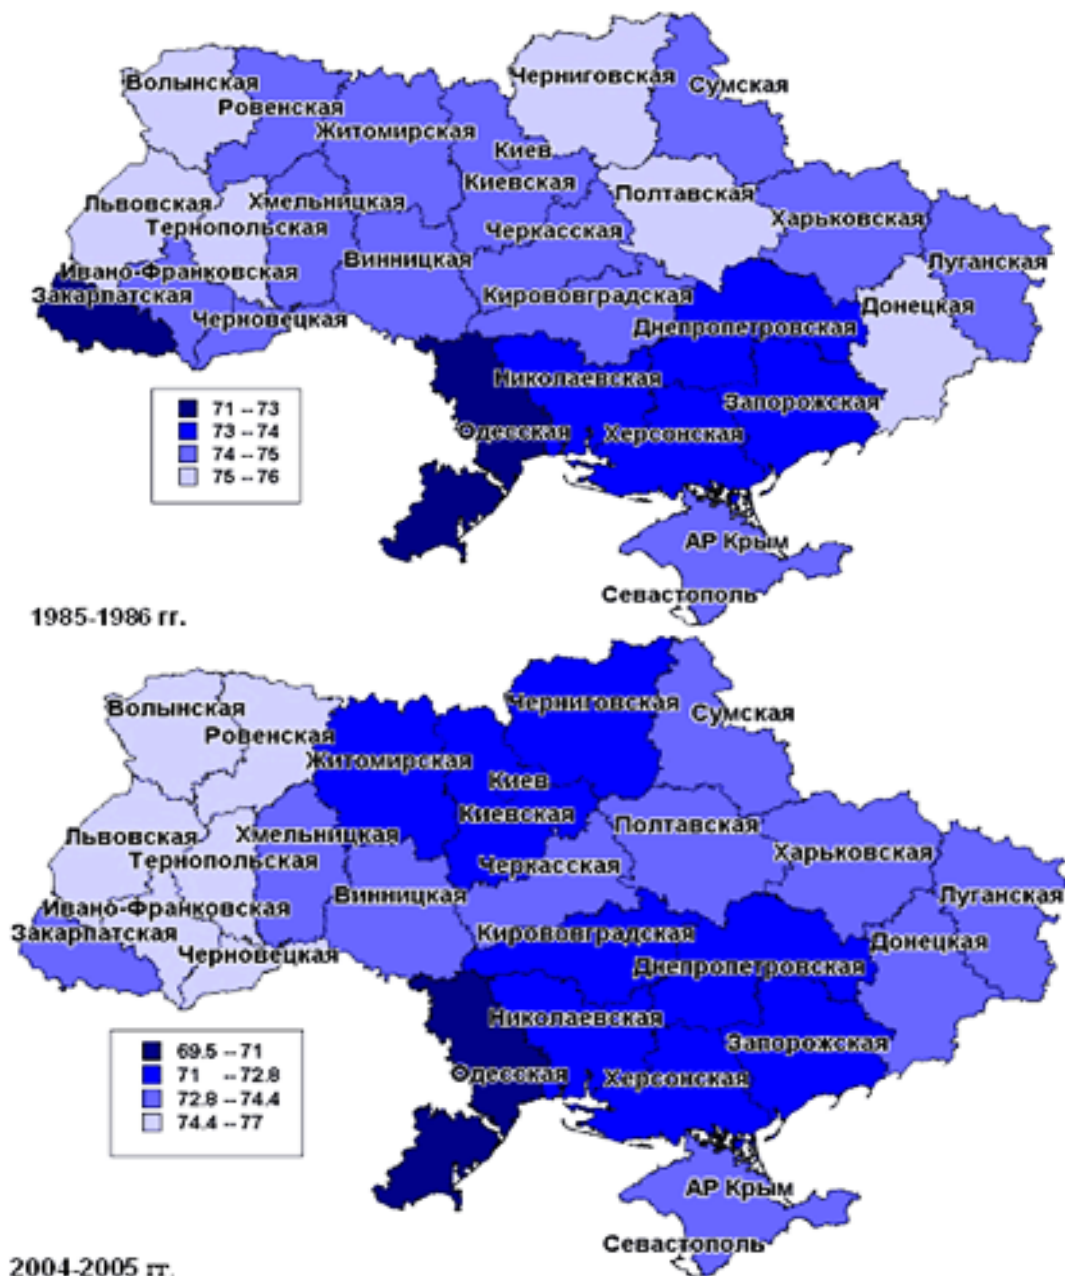 Волынская
Черниговская
Сумская
Ровенская
Житомирская
Киев
Киевская
Полтавская
Львовская
Хмельницкая
Тернопольская
Черкасская
Харьковская
Винницкая
Луганская
Ивано-Франковская
Закарпатская
Кировоградская
Донецкая
Черновецкая
Днепропетровская
Николаевская
Запорожская
Одесская
Херсонская
71 -- 73
73 -- 74
74 -- 75
75 -- 76
АР Крым
Севастополь
1985-1986 гг.
Волынская
Черниговская
Сумская
Ровенская
Житомирская
Киев
Киевская
Полтавская
Львовская
Хмельницкая
Тернопольская
Черкасская
Харьковская
Винницкая
Луганская
Ивано-Франковская
Закарпатская
Кировоградская
Донецкая
Черновецкая
Днепропетровская
Николаевская
Запорожская
Одесская
Херсонская
69.5 -- 71
71 -- 72.8
72.8 -- 74.4
74.4 -- 77
АР Крым
Севастополь
2004-2005 гг.